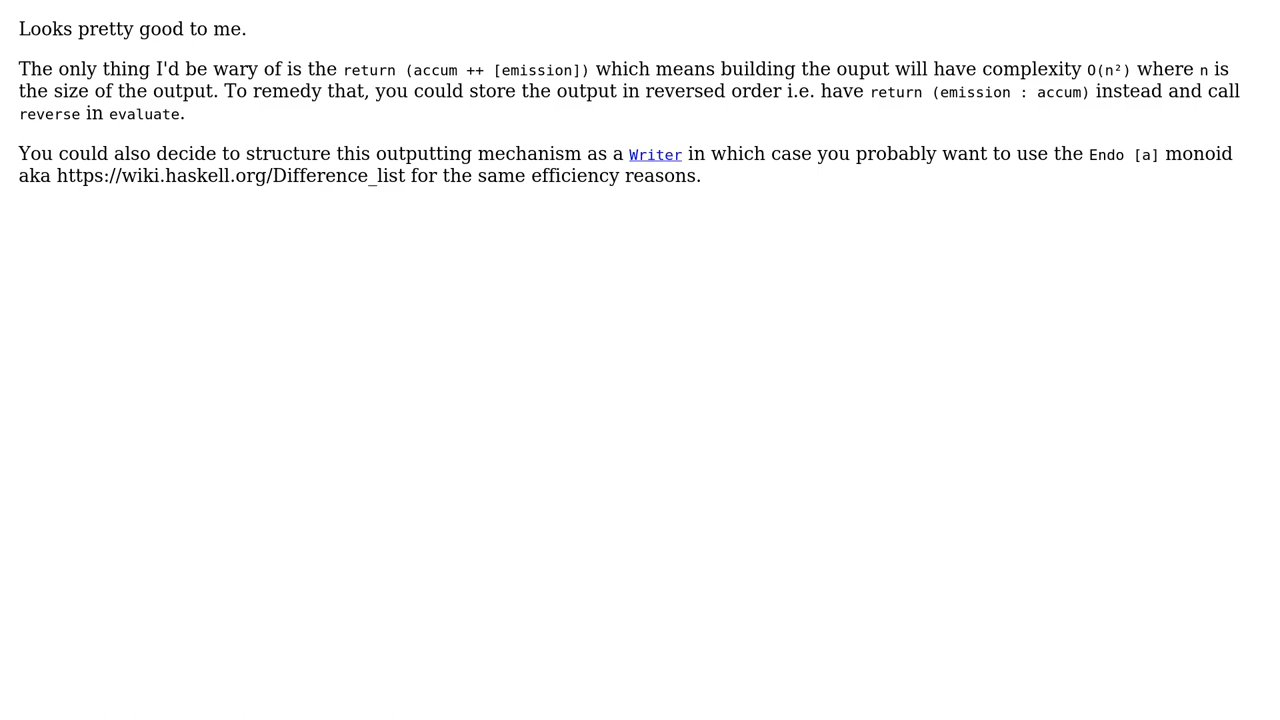 Looks pretty good to me.
The only thing I'd be wary of is the return (accum ++ [emission]) which means building the ouput will have complexity O(n²) where n is
the size of the output. To remedy that, you could store the output in reversed order i.e. have return (emission : accum) instead and call
reverse in evaluate.
You could also decide to structure this outputting mechanism as a Writer in which case you probably want to use the Endo [a] monoid
aka https://wiki.haskell.org/Difference_list for the same efficiency reasons.